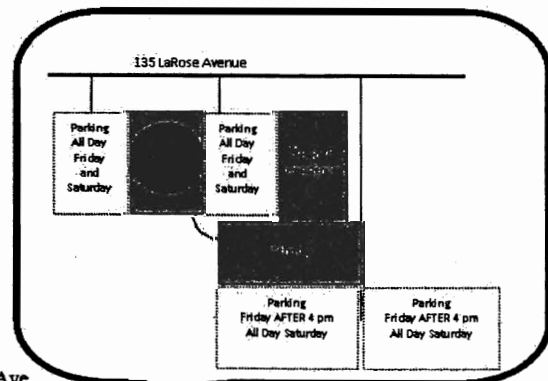 135 LaRose Avenue
Parking
All Day
Friday
and
Saturday
Parking
All Day
Friday
and
Saturday
Parking
Friday AFTER 4 pm
All Day Saturday
Parking
Friday AFTER 4 pm
All Day Saturday
Ave